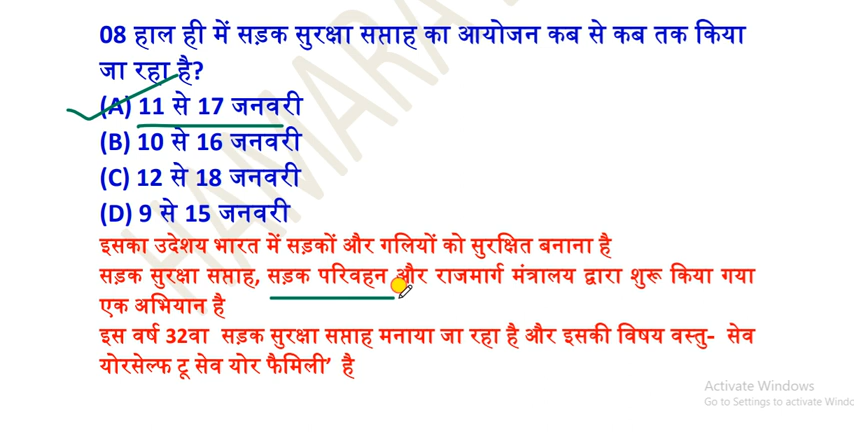 08 हाल ही में सड़क सुरक्षा सप्ताह का आयोजन कब से कब तक किया
जा रहा है?
(A) 11 से 17 जनवरी
(B) 10 से 16 जनवरी
(C) 12 से 18 जनवरी
(D) 9 से 15 जनवरी
इसका उदेशय भारत में सड़कों और गलियों को सुरक्षित बनाना है
सड़क सुरक्षा सप्ताह, सड़क परिवहन और राजमार्ग मंत्रालय द्वारा शुरू किया गया
एक अभियान है
इस वर्ष 32वा सड़क सुरक्षा सप्ताह मनाया जा रहा है और इसकी विषय वस्तु- सेव
योरसेल्फ टू सेव योर फैमिली’ है
Activate Windows
Go to Settings to activate Windo